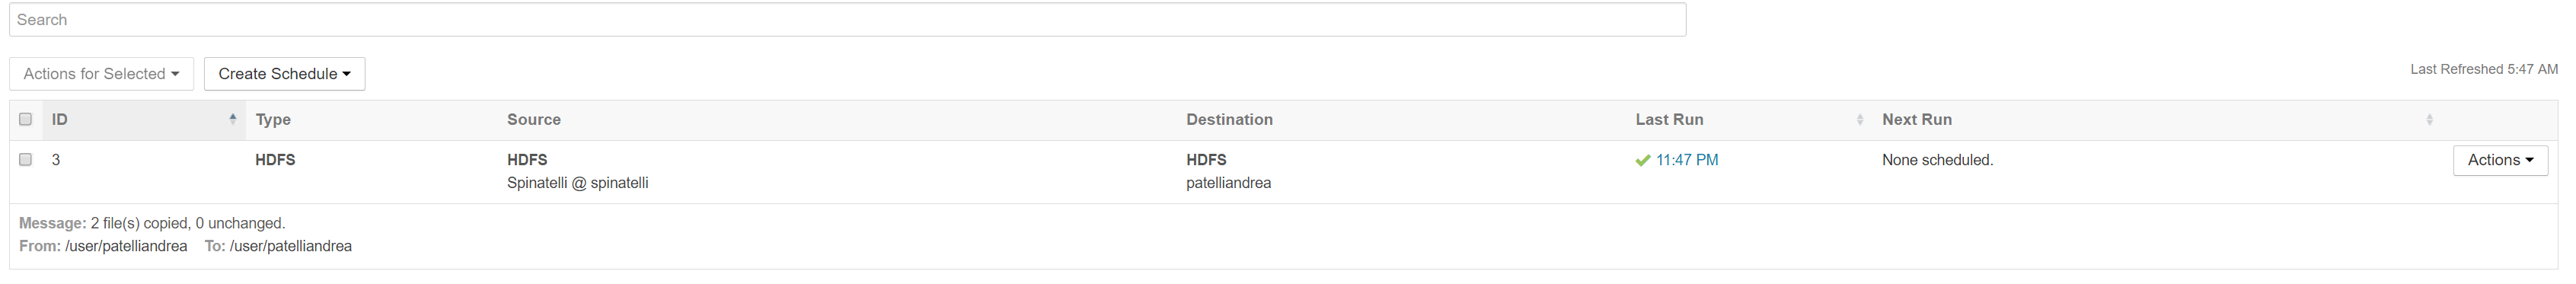 Search
Actions for Selected Create Schedule Last Refreshed 5:47 AM
ID Type Source Destination Last Run Next Run
3 HDFS HDFS HDFS 11:47 PM None scheduled. Actions
Spinatelli @ spinatelli patelliandrea
Message: 2 file(s) copied, 0 unchanged.
From: /user/patelliandrea To: /user/patelliandrea